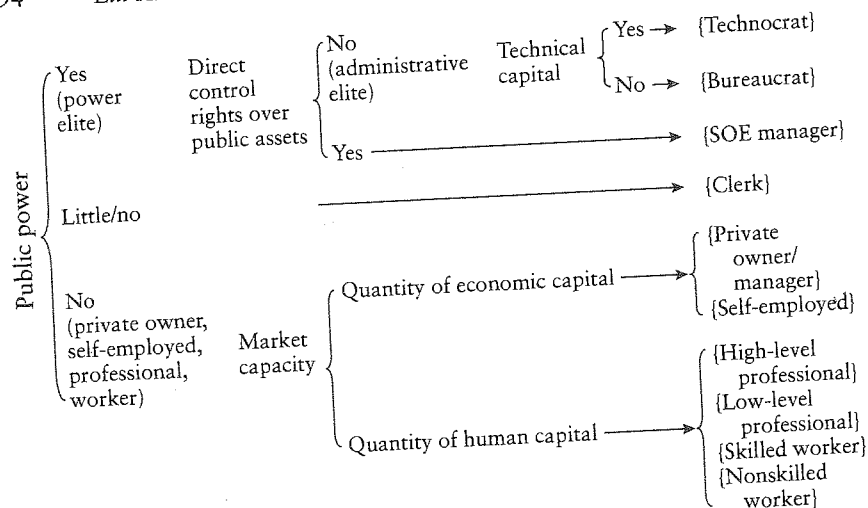 Yes
(power
elite)
Direct
control
rights over
public assets
No
(administrative
elite)
Technical
capital
Yes
{Technocrat}
No
{Bureaucrat}
Yes
{SOE manager}
Public power
Little/no
{Clerk}
No
(private owner,
self-employed,
professional,
worker)
Market
capacity
Quantity of economic capital
{Private
owner/
manager}
{Self-employed}
Quantity of human capital
{High-level
professional}
{Low-level
professional}
{Skilled worker}
{Nonskilled
worker}